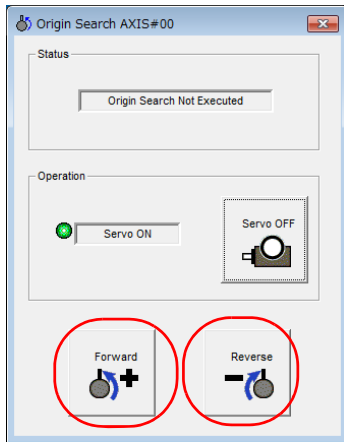 Origin Search AXIS#00
Status
Origin Search Not Executed
Operation
Servo ON
Servo OFF
Forward
Reverse